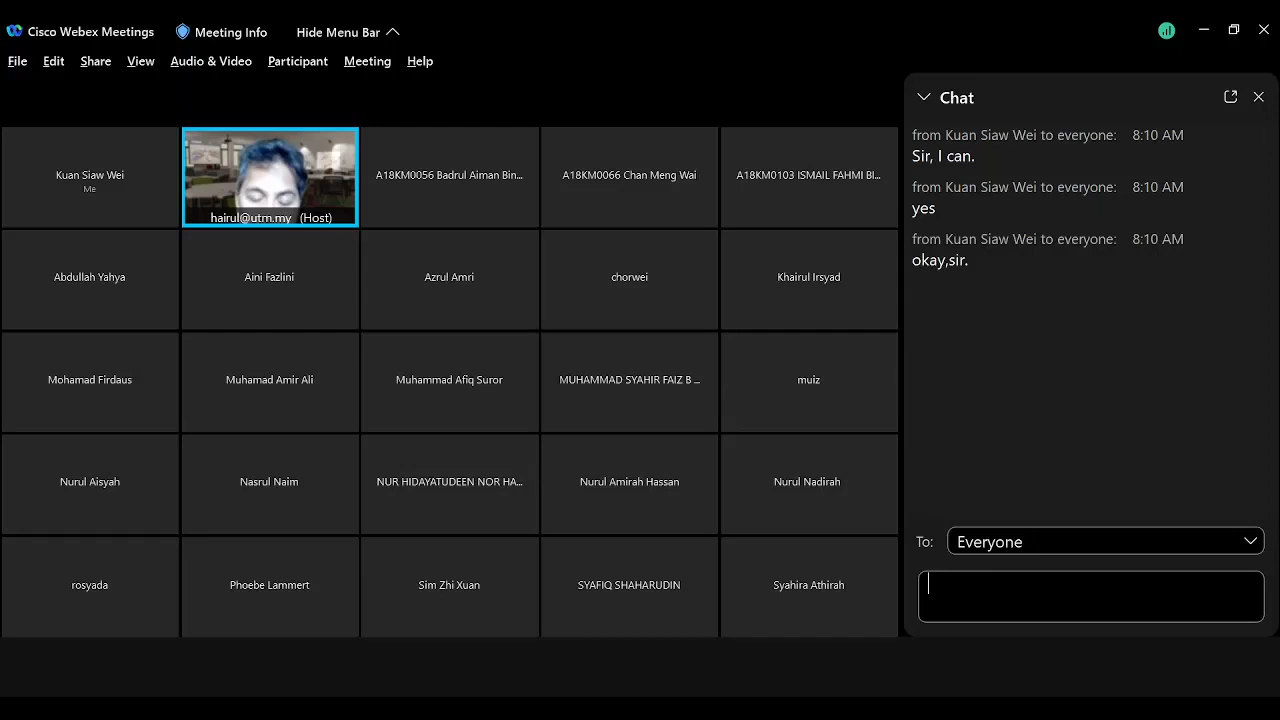 Cisco Webex Meetings Meeting Info Hide Menu Bar
File Edit Share View Audio & Video Participant Meeting Help
Chat
from Kuan Siaw Wei to everyone: 8:10 AM
Sir, I can.
from Kuan Siaw Wei to everyone: 8:10 AM
yes
from Kuan Siaw Wei to everyone: 8:10 AM
okay,sir.
To: Everyone
Kuan Siaw Wei
Me
hairul@utm.my (Host)
A18KM0056 Badrul Aiman Bin...
A18KM0066 Chan Meng Wai
A18KM0103 ISMAIL FAHMI BI...
Abdullah Yahya
Aini Fazlini
Azrul Amri
chorwei
Khairul Irsyad
Mohamad Firdaus
Muhamad Amir Ali
Muhammad Afiq Suror
MUHAMMAD SYAHIR FAIZ B ...
muiz
Nurul Aisyah
Nasrul Naim
NUR HIDAYATUDEEN NOR HA...
Nurul Amirah Hassan
Nurul Nadirah
rosyada
Phoebe Lammert
Sim Zhi Xuan
SYAFIQ SHAHARUDIN
Syahira Athirah